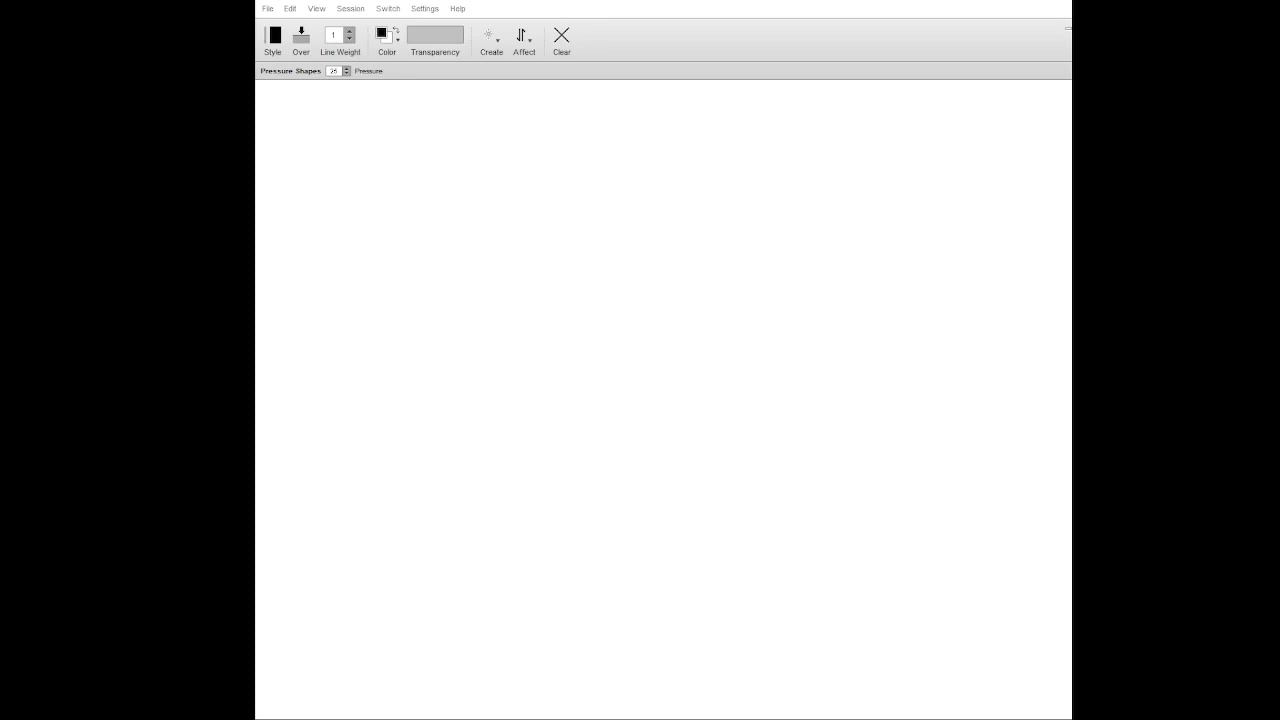 File Edit View Session Switch Settings Help
1
Style Over Line Weight Color Transparency Create Affect Clear
Pressure Shapes 25 Pressure